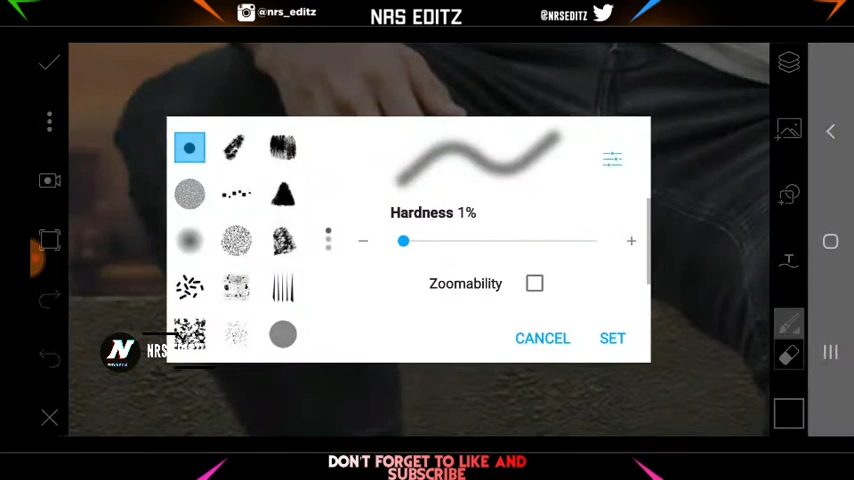 @nrs_editz
NRS EDITZ
@NRSEDITZ
Hardness 1%
Zoomability
CANCEL
SET
N
NRS
T
DON'T FORGET TO LIKE AND
SUBSCRIBE